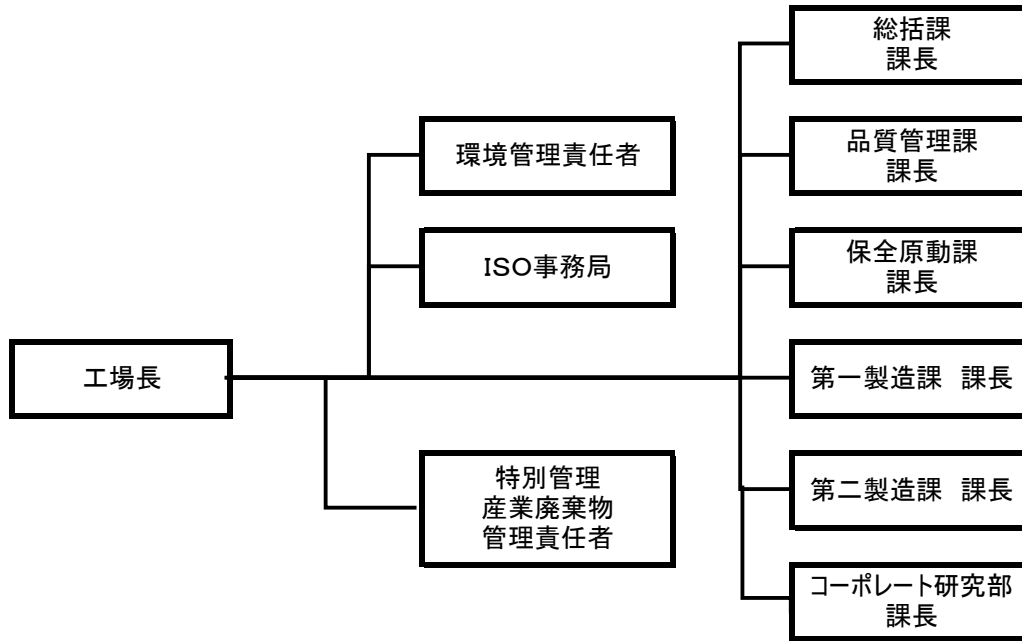 工場長
環境管理責任者
ISO事務局
特別管理
産業廃棄物
管理責任者
総括課
課長
品質管理課
課長
保全原動課
課長
第一製造課　課長
第二製造課　課長
コーポレート研究部
課長